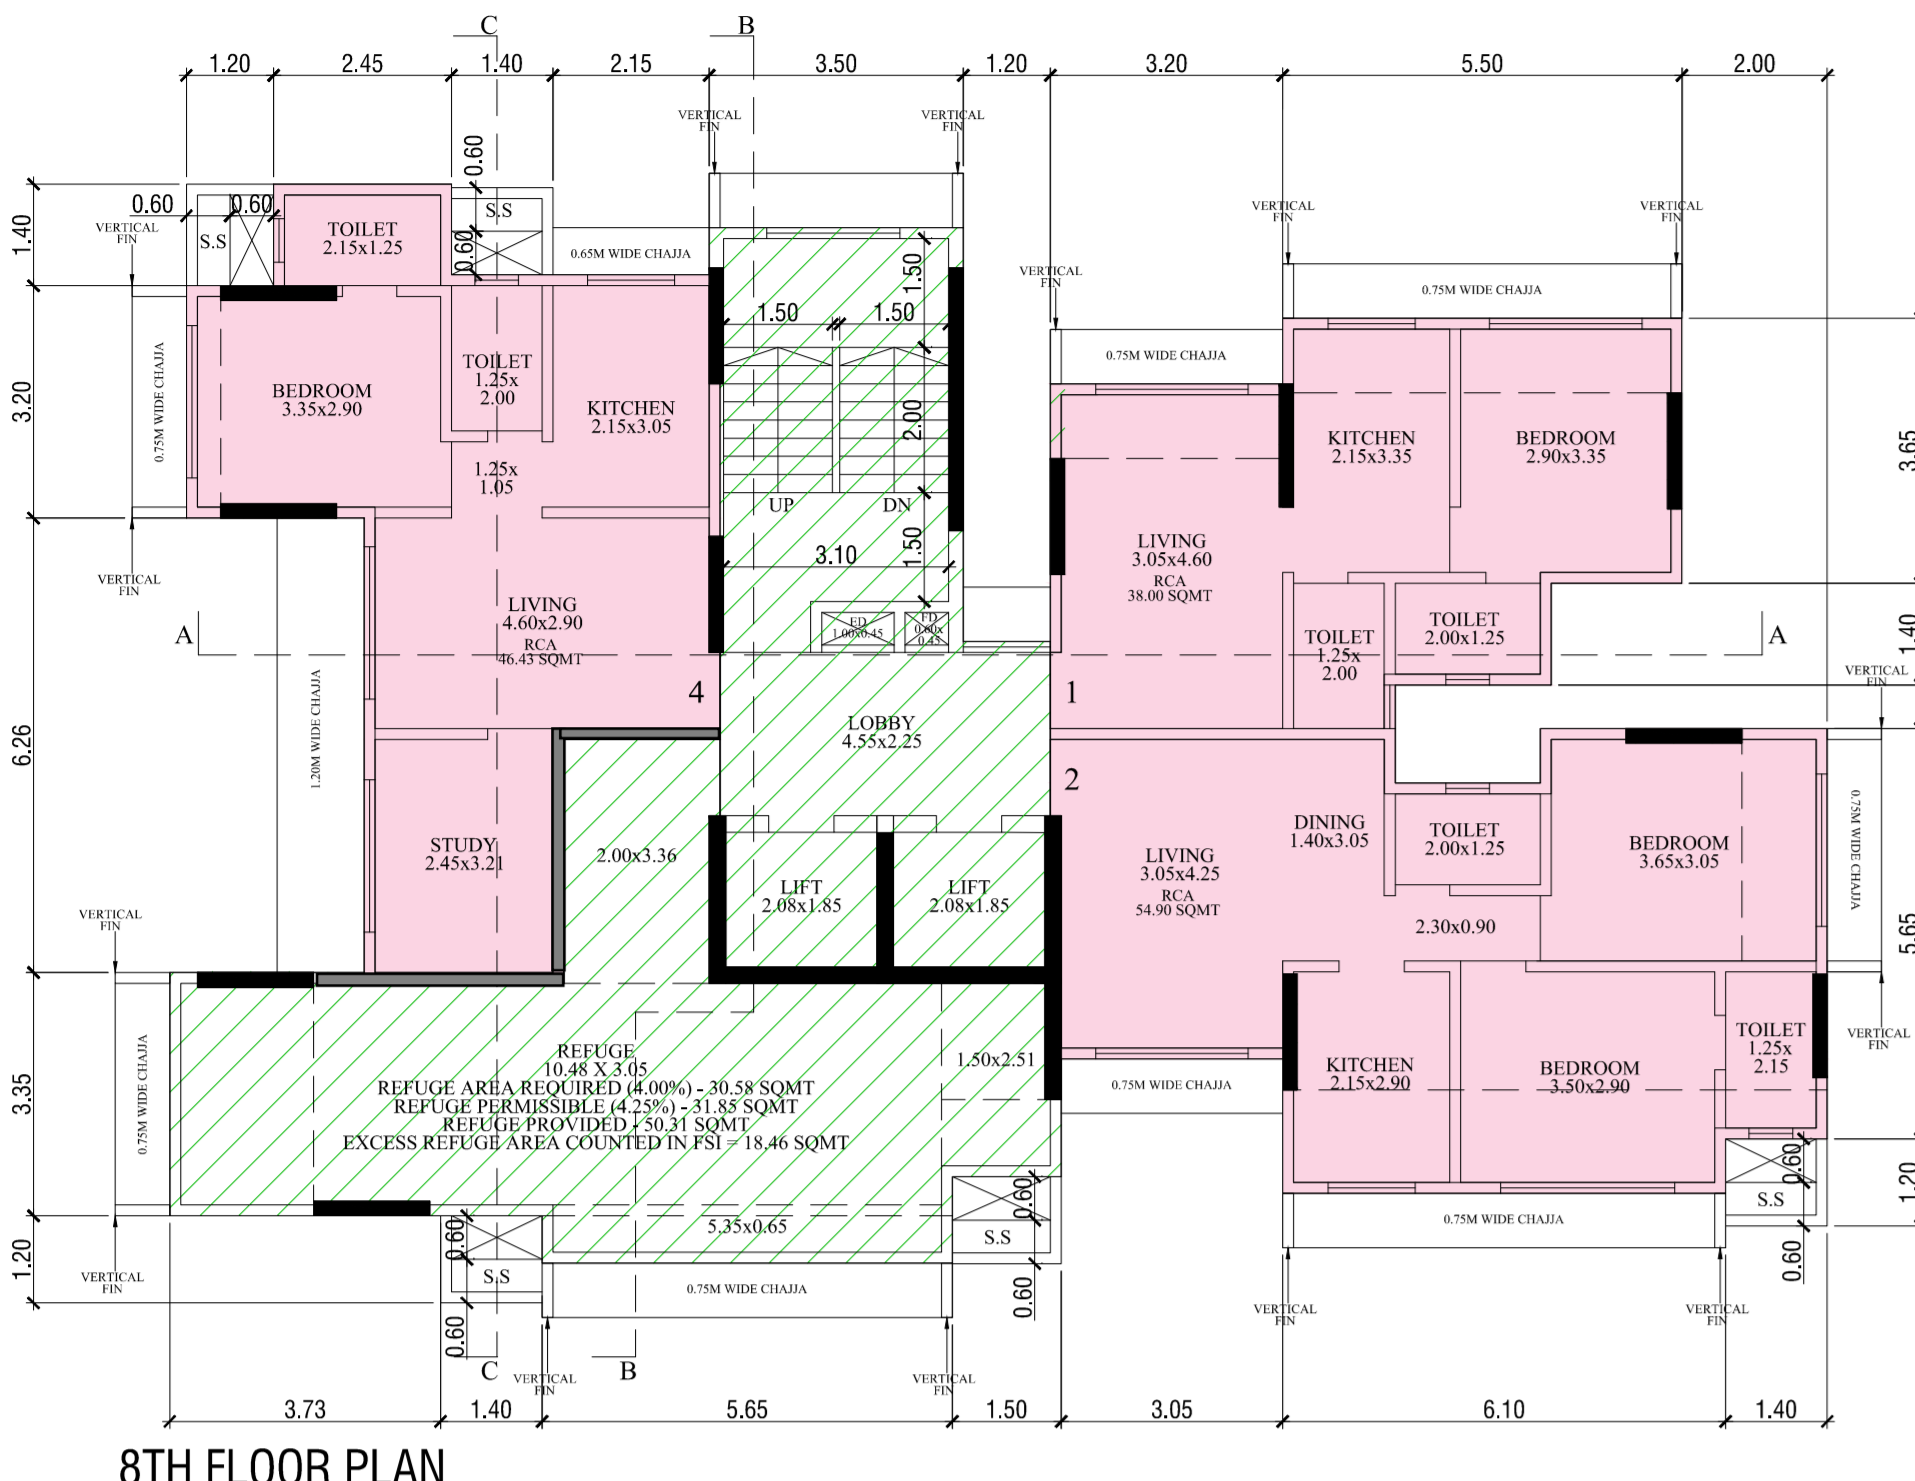 C
B
1.20
2.45
1.40
2.15
3.50
1.20
3.20
5.50
2.00
VERTICAL
FIN
VERTICAL
FIN
0.60
1.40
0.60
0.60
VERTICAL
FIN
S.S
TOILET
2.15x1.25
S.S
0.60
0.65M WIDE CHAJJA
1.50
VERTICAL
FIN
VERTICAL
FIN
VERTICAL
FIN
0.75M WIDE CHAJJA
1.50
1.50
0.75M WIDE CHAJJA
3.20
0.75M WIDE CHAJJA
BEDROOM
3.35x2.90
TOILET
1.25x
2.00
KITCHEN
2.15x3.05
1.25x
1.05
2.00
UP
DN
KITCHEN
2.15x3.35
BEDROOM
2.90x3.35
3.65
VERTICAL
FIN
3.10
1.50
LIVING
3.05x4.60
RCA
38.00 SQMT
LIVING
4.60x2.90
RCA
46.43 SQMT
ED
1.00x0.45
FD
0.60x
0.45
TOILET
1.25x
2.00
TOILET
2.00x1.25
A
A
1.40
VERTICAL
FIN
4
1
LOBBY
4.55x2.25
6.26
1.20M WIDE CHAJJA
2
STUDY
2.45x3.21
2.00x3.36
LIFT
2.08x1.85
LIFT
2.08x1.85
LIVING
3.05x4.25
RCA
54.90 SQMT
DINING
1.40x3.05
TOILET
2.00x1.25
BEDROOM
3.65x3.05
0.75M WIDE CHAJJA
2.30x0.90
5.65
VERTICAL
FIN
3.35
0.75M WIDE CHAJJA
REFUGE
10.48 X 3.05
REFUGE AREA REQUIRED (4.00%) - 30.58 SQMT
REFUGE PERMISSIBLE (4.25%) - 31.85 SQMT
REFUGE PROVIDED - 50.31 SQMT
EXCESS REFUGE AREA COUNTED IN FSI = 18.46 SQMT
1.50x2.51
0.75M WIDE CHAJJA
KITCHEN
2.15x2.90
BEDROOM
3.50x2.90
TOILET
1.25x
2.15
VERTICAL
FIN
0.60
1.20
S.S
0.60
0.60
S.S
0.60
5.35x0.65
0.75M WIDE CHAJJA
1.20
VERTICAL
FIN
0.60
S.S
0.60
0.75M WIDE CHAJJA
VERTICAL
FIN
VERTICAL
FIN
C
B
VERTICAL
FIN
VERTICAL
FIN
3.73
1.40
5.65
1.50
3.05
6.10
1.40
8TH FLOOR PLAN